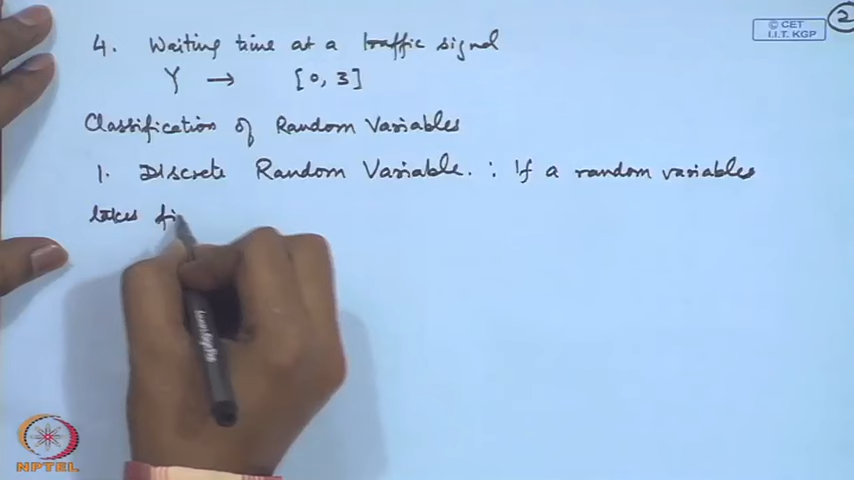 © CET
I.I.T. KGP
2
4. Waiting time at a traffic signal
Y → [0, 3]
Classification of Random Variables
1. Discrete Random Variable. : If a random variables
takes fi
NPTEL